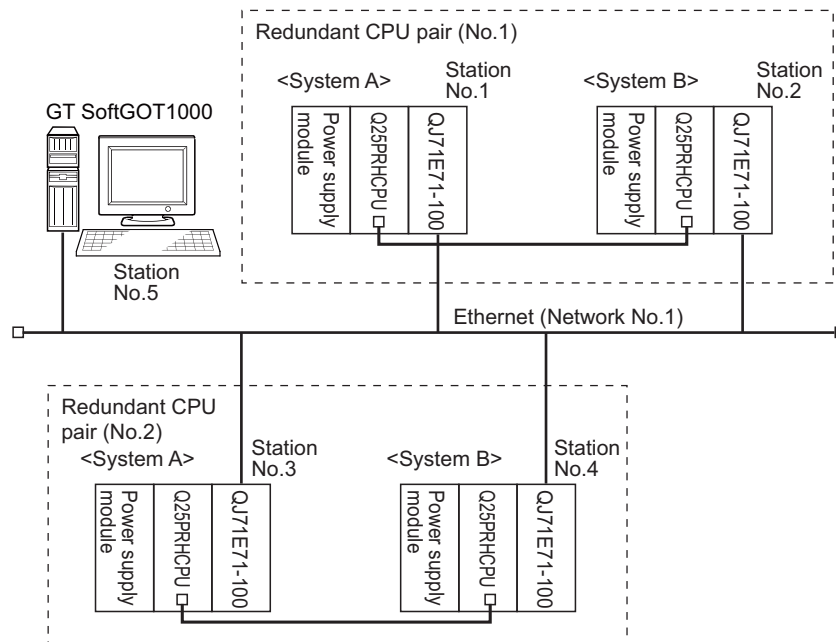 Redundant CPU pair (No.1)
<System A>
Station
No.1
<System B>
Station
No.2
Power supply
module
Q25PRHCPU
QJ71E71-100
Power supply
module
Q25PRHCPU
QJ71E71-100
GT SoftGOT1000
Station
No.5
Ethernet (Network No.1)
Redundant CPU
pair (No.2)
<System A>
Station
No.3
<System B>
Station
No.4
Power supply
module
Q25PRHCPU
QJ71E71-100
Power supply
module
Q25PRHCPU
QJ71E71-100